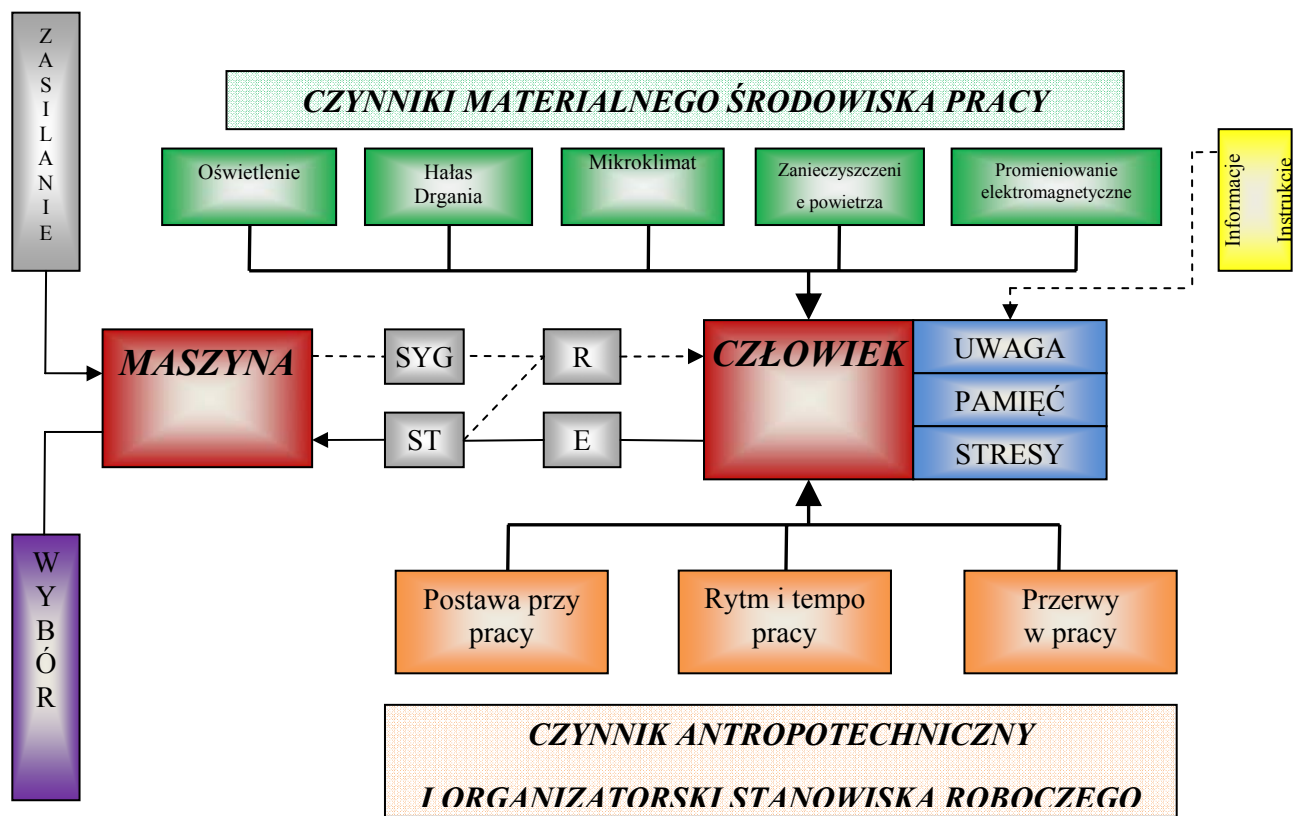 ZASILANIE
CZYNNIKI MATERIALNEGO ŚRODOWISKA PRACY
Oświetlenie
Hałas
Drgania
Mikroklimat
Zanieczyszczeni
e powietrza
Promieniowanie
elektromagnetyczne
Informacje
Instrukcie
MASZYNA
SYG
R
CZŁOWIEK
UWAGA
PAMIĘĆ
ST
E
STRESY
WYBÓR
Postawa przy
pracy
Rytm i tempo
pracy
Przerwy
w pracy
CZYNNIK ANTROPOTECHNICZNY
I ORGANIZATORSKI STANOWISKA ROBOCZEGO